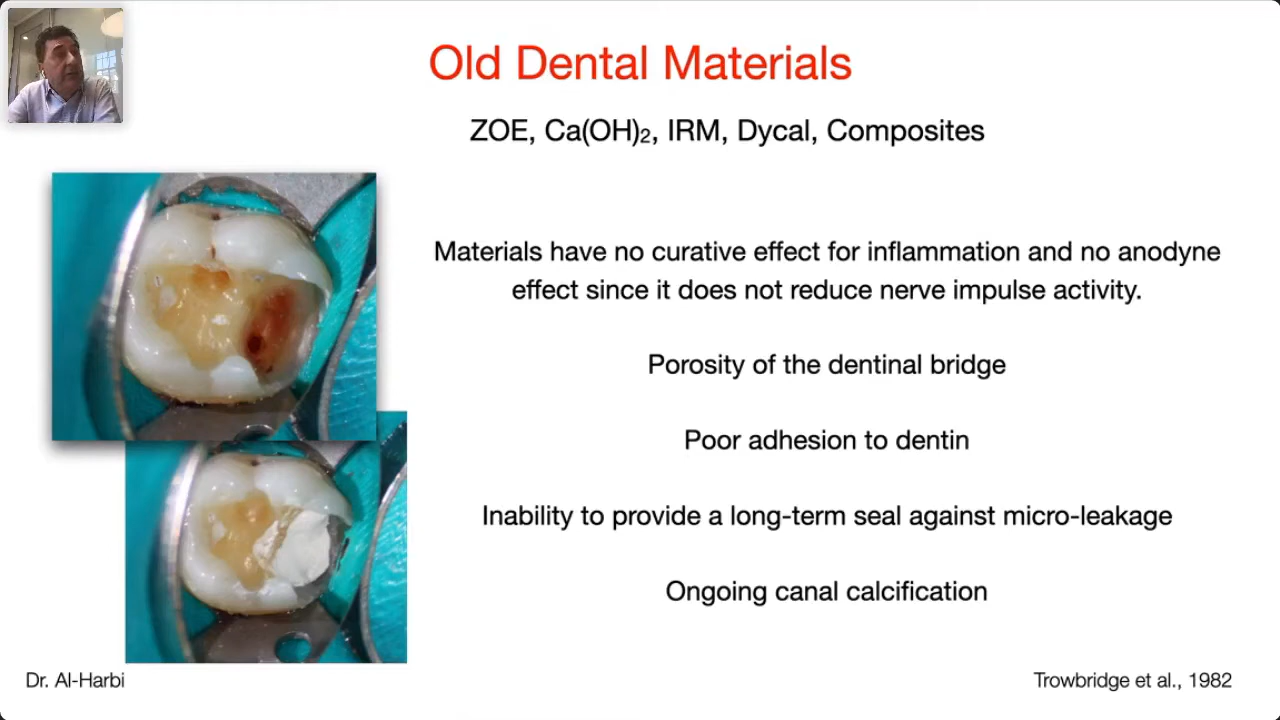 Old Dental Materials
ZOE, Ca(OH)₂, IRM, Dycal, Composites
Materials have no curative effect for inflammation and no anodyne
effect since it does not reduce nerve impulse activity.
Porosity of the dentinal bridge
Poor adhesion to dentin
Inability to provide a long-term seal against micro-leakage
Ongoing canal calcification
Dr. Al-Harbi
Trowbridge et al., 1982